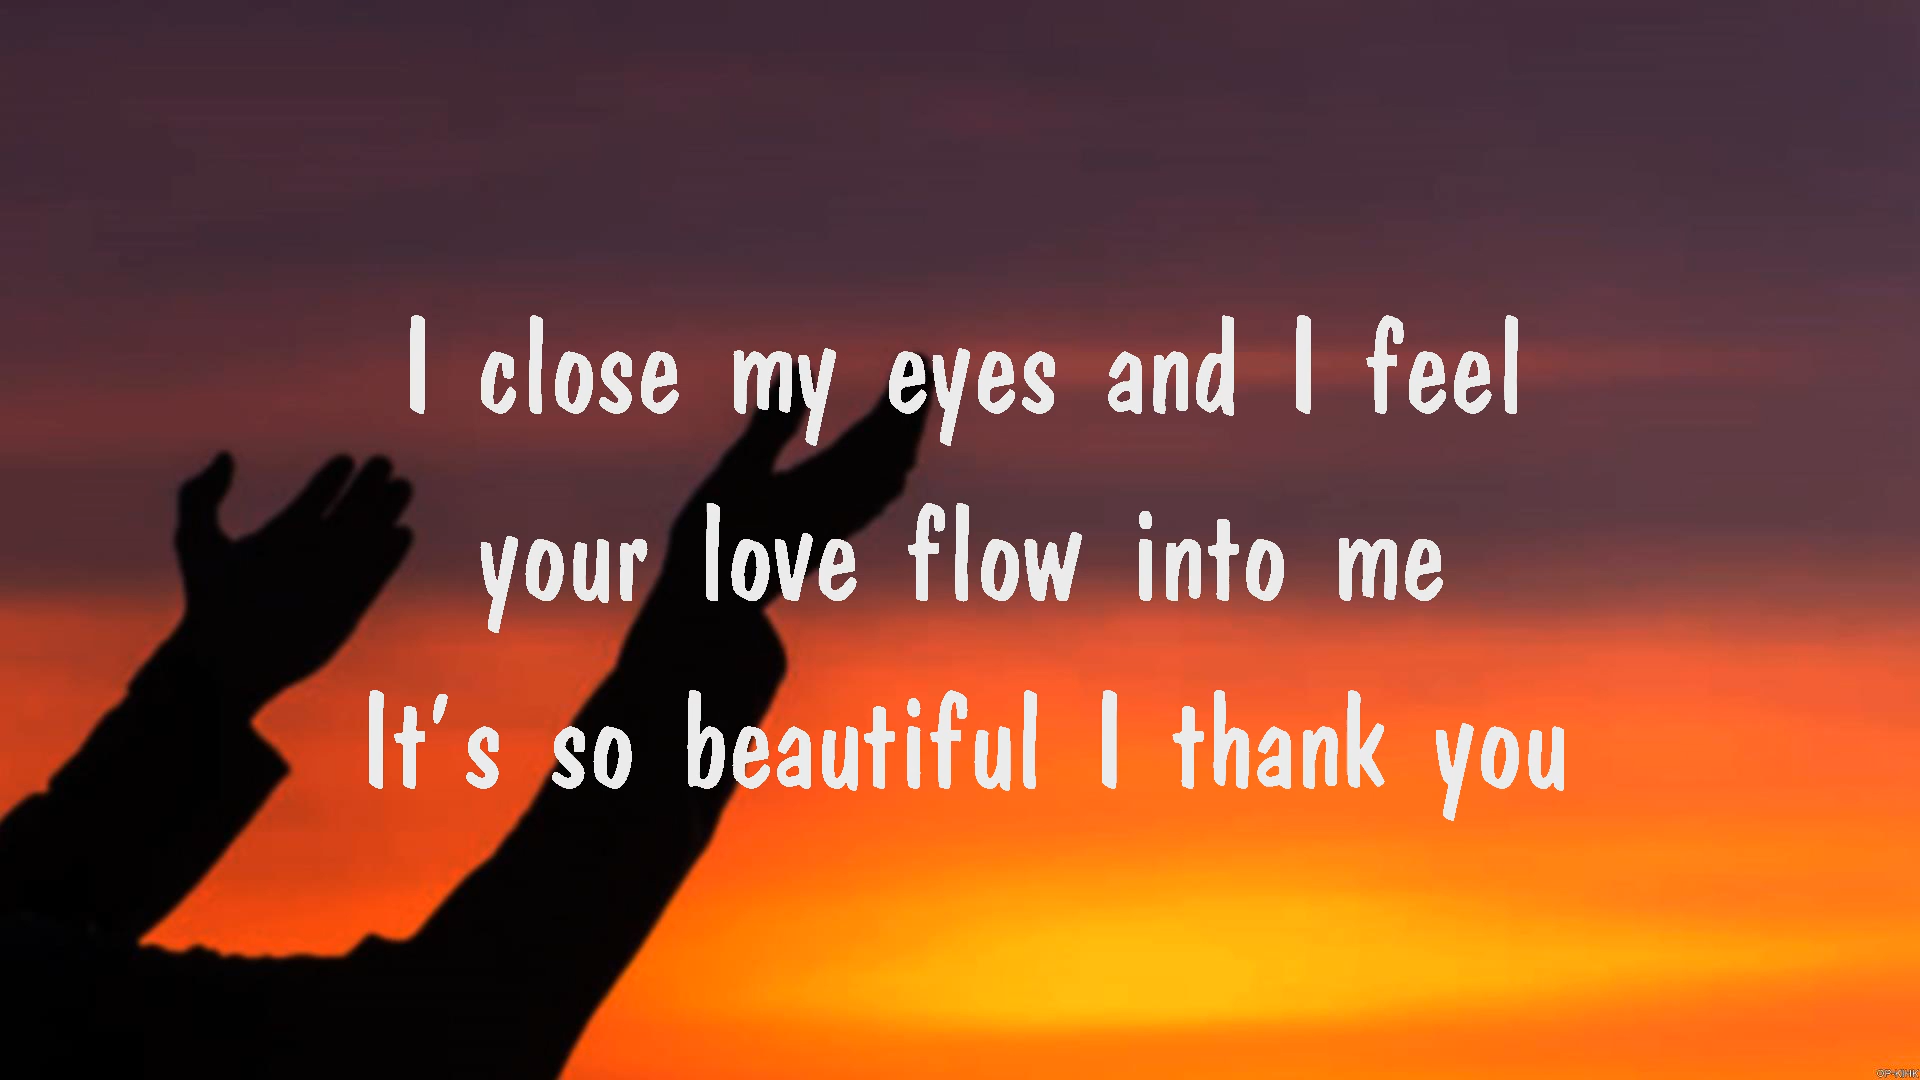 I close my eyes and I feel
your love flow into me
It's so beautiful I thank you